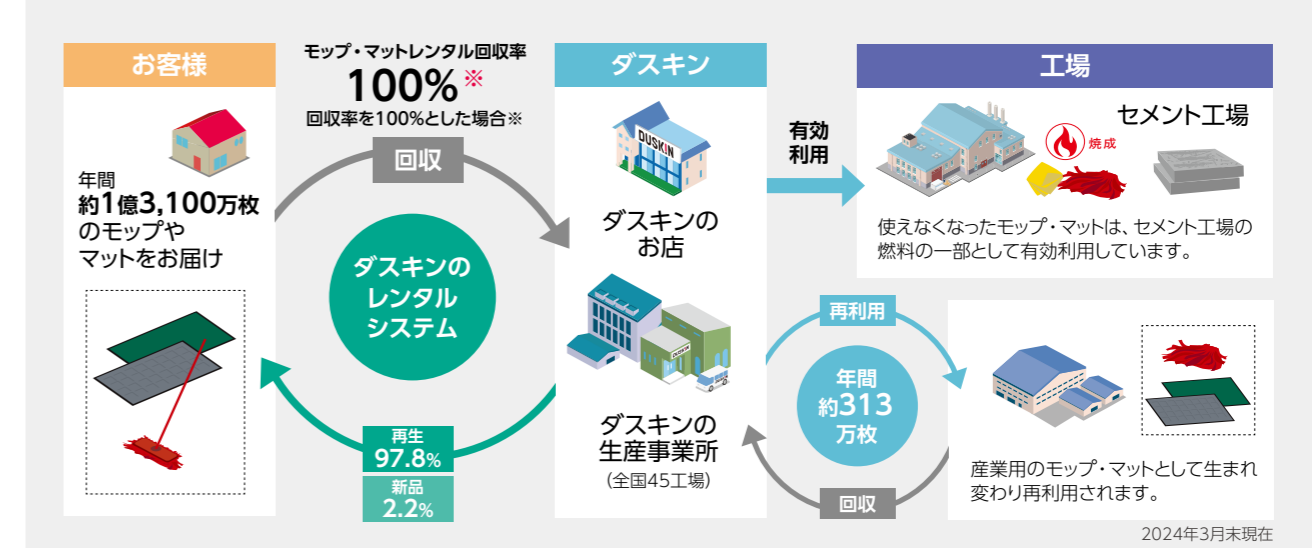 お客様
年間
約1億3,100万枚
のモップや
マットをお届け
モップ・マットレンタル回収率
100%※
回収率を100%とした場合※
回収
ダスキンの
レンタル
システム
再生
97.8%
新品
2.2%
ダスキン
DUSKIN
ダスキンの
お店
DUSKIN
ダスキンの
生産事業所
(全国45工場)
有効
利用
工場
セメント工場
焼成
使えなくなったモップ・マットは、セメント工場の
燃料の一部として有効利用しています。
再利用
年間
約313
万枚
回収
産業用のモップ・マットとして生まれ
変わり再利用されます。
2024年3月末現在